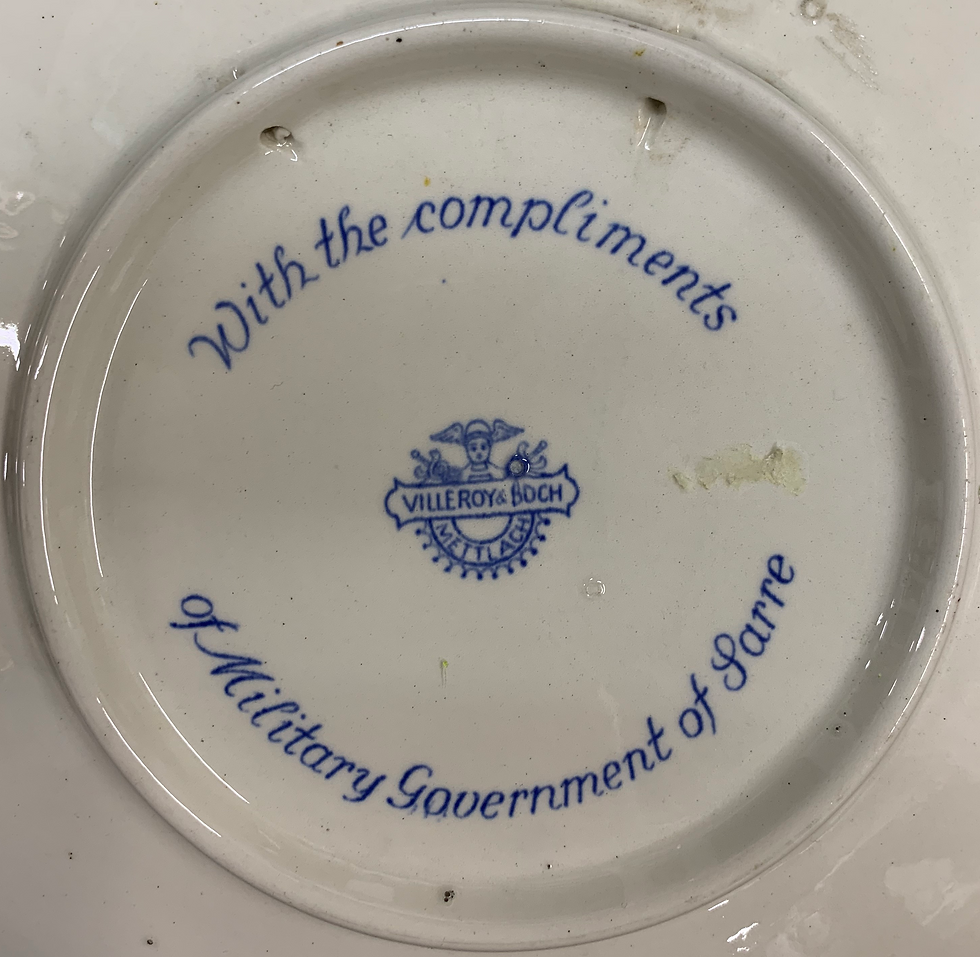 With the compliments
VILLEROY & BOCH
METTLACH
of Military Government of Sarre